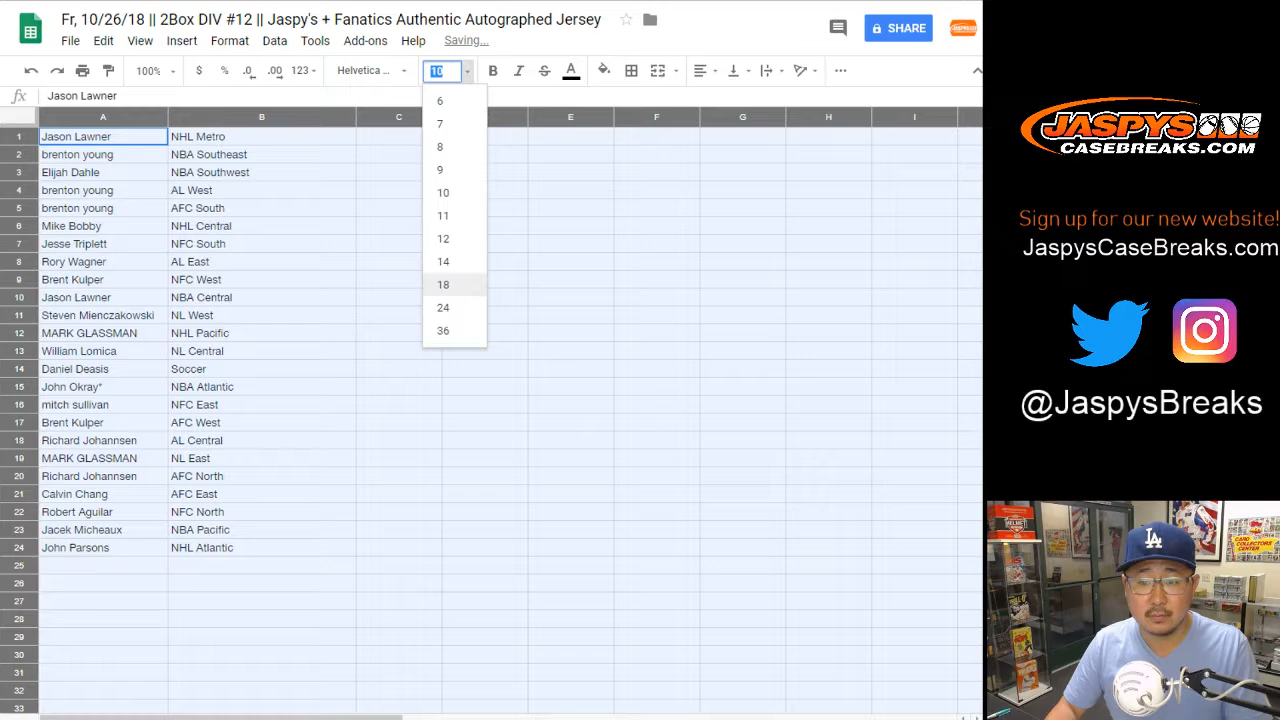 Fr, 10/26/18 || 2Box DIV #12 || Jaspy's + Fanatics Authentic Autographed Jersey
File Edit View Insert Format Data Tools Add-ons Help Saving...
SHARE
100% $ % .0 .00 123 Helvetica ... 10 B I S A
fx Jason Lawner
A B C E F G H I
1 Jason Lawner NHL Metro
2 brenton young NBA Southeast
3 Elijah Dahle NBA Southwest
4 brenton young AL West
5 brenton young AFC South
6 Mike Bobby NHL Central
7 Jesse Triplett NFC South
8 Rory Wagner AL East
9 Brent Kulper NFC West
10 Jason Lawner NBA Central
11 Steven Mienczakowski NL West
12 MARK GLASSMAN NHL Pacific
13 William Lomica NL Central
14 Daniel Deasis Soccer
15 John Okray* NBA Atlantic
16 mitch sullivan NFC East
17 Brent Kulper AFC West
18 Richard Johannsen AL Central
19 MARK GLASSMAN NL East
20 Richard Johannsen AFC North
21 Calvin Chang AFC East
22 Robert Aguilar NFC North
23 Jacek Micheaux NBA Pacific
24 John Parsons NHL Atlantic
25
26
27
28
29
30
31
32
33
6
7
8
9
10
11
12
14
18
24
36
JASPYS
CASEBREAKS.COM
Sign up for our new website!
JaspysCaseBreaks.com
@JaspysBreaks
LA